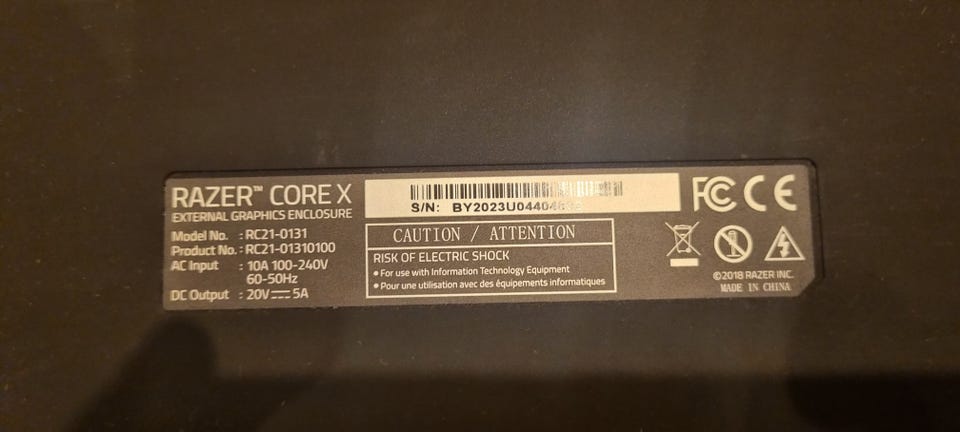 RAZER™ CORE X
EXTERNAL GRAPHICS ENCLOSURE
Model No. : RC21-0131
Product No. : RC21-01310100
AC Input : 10A 100-240V
60-50Hz
DC Output : 20V⎓5A
S/N:
CAUTION / ATTENTION
RISK OF ELECTRIC SHOCK
• For use with Information Technology Equipment
• Pour une utilisation avec des équipements informatiques
FC CE
©2018 RAZER INC.
MADE IN CHINA